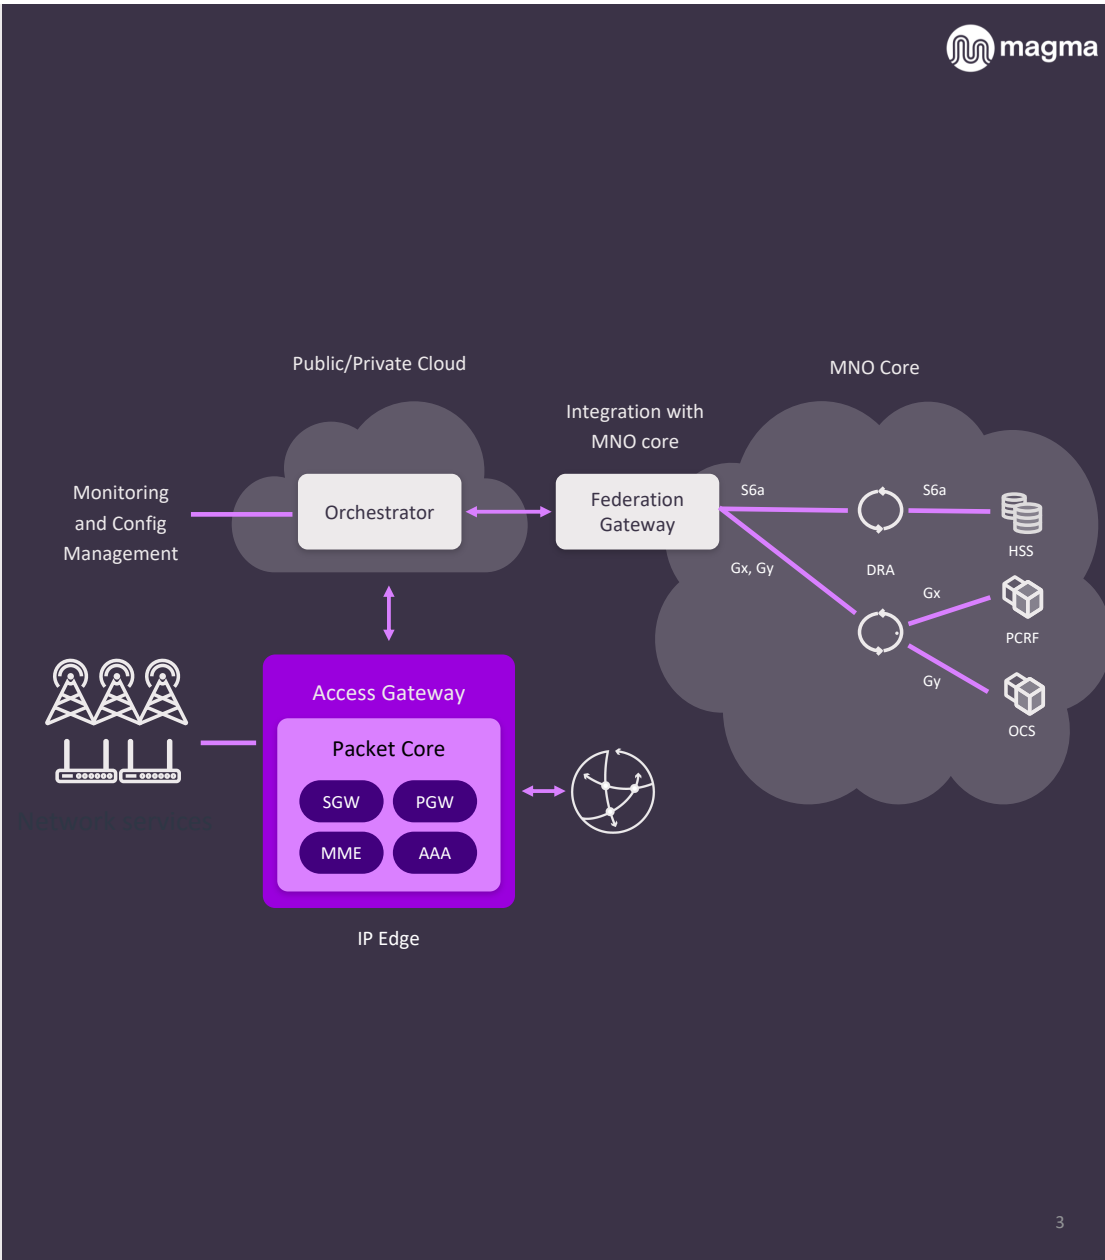 magma
Public/Private Cloud
MNO Core
Integration with
MNO core
Monitoring
and Config
Management
Orchestrator
Federation
Gateway
S6a
S6a
HSS
Gx, Gy
DRA
Gx
PCRF
Gy
OCS
Access Gateway
Packet Core
SGW
PGW
MME
AAA
Network services
IP Edge
3